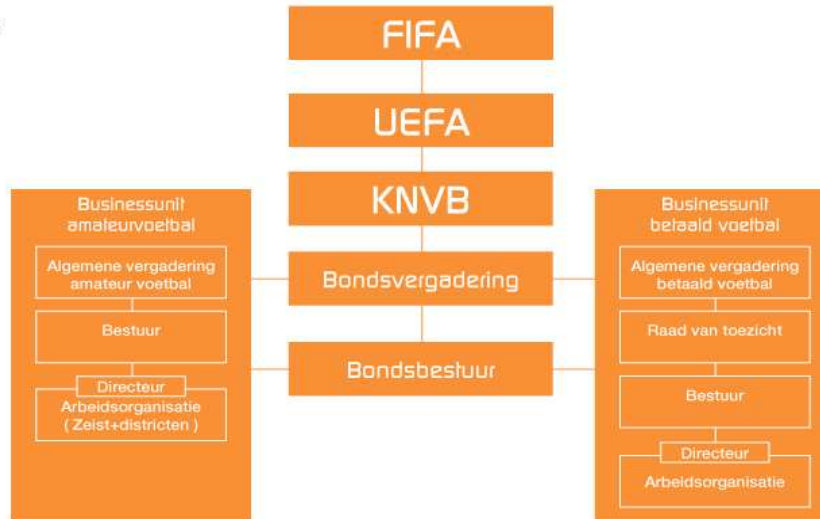 FIFA
UEFA
KNVB
Bondsvergadering
Bondsbestuur
Businessunit
amateurvoetbal
Algemene vergadering
amateur voetbal
Bestuur
Directeur
Arbeidsorganisatie
( Zeist+districten )
Businessunit
betaald voetbal
Algemene vergadering
betaald voetbal
Raad van toezicht
Bestuur
Directeur
Arbeidsorganisatie